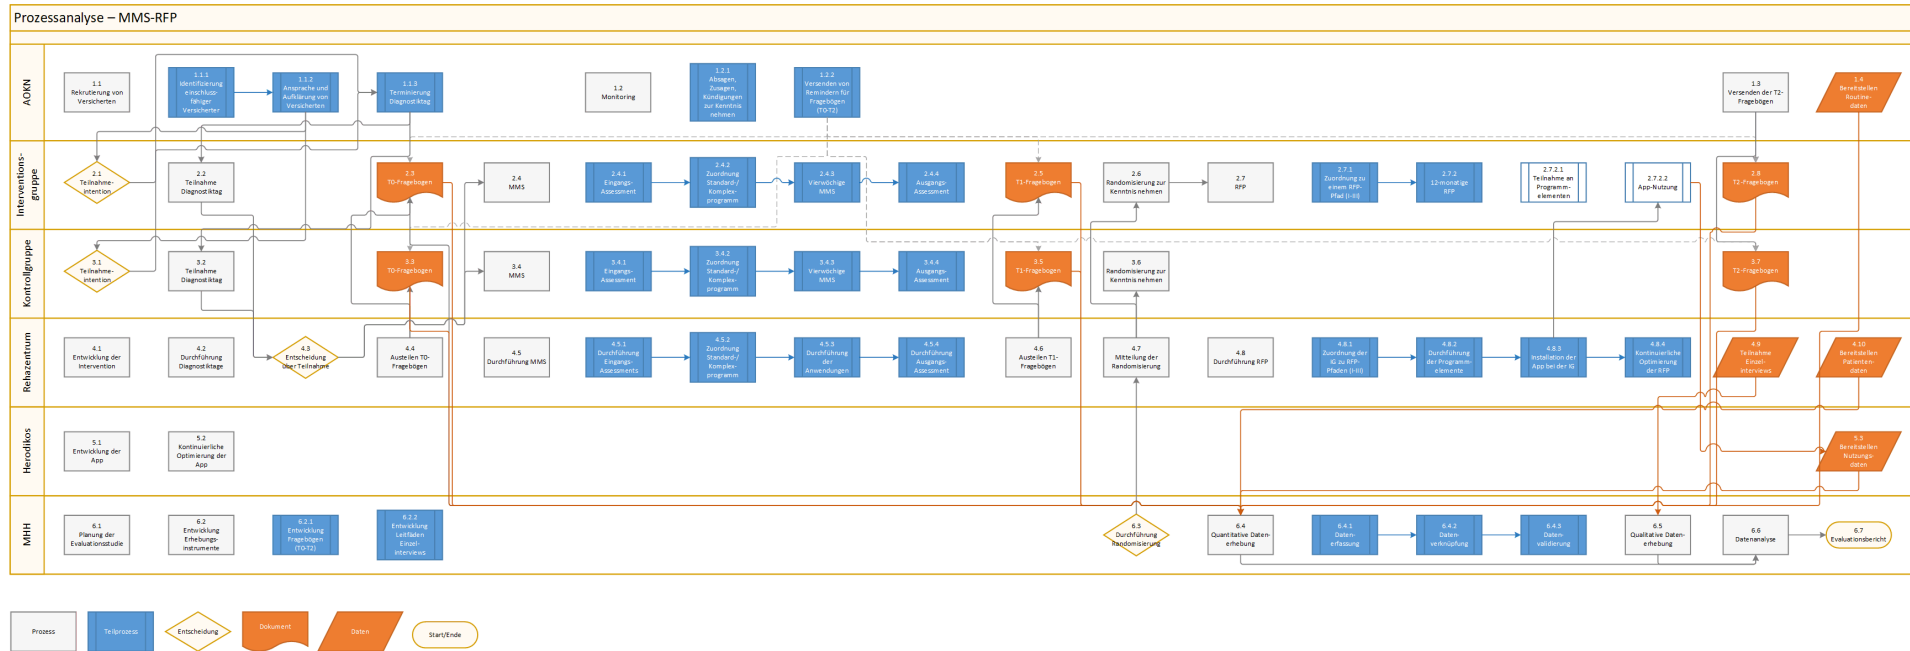 Prozessanalyse – MMS-RFP
AOKN
1.1
Rekrutierung von
Versicherten
1.1.1
Identifizierung
einschluss-
fähiger
Versicherter
1.1.2
Ansprache und
Aufklärung von
Versicherten
1.1.3
Terminierung
Diagnostiktag
1.2
Monitoring
1.2.1
Absagen,
Zusagen,
Kündigungen
zur Kenntnis
nehmen
1.2.2
Versenden von
Remindern für
Fragebögen
(T0-T2)
1.3
Versenden der T2-
Fragebögen
1.4
Bereitstellen
Routine-
daten
Interventions-
gruppe
2.1
Teilnahme-
intention
2.2
Teilnahme
Diagnostiktag
2.3
T0-Fragebogen
2.4
MMS
2.4.1
Eingangs-
Assessment
2.4.2
Zuordnung
Standard-/
Komplex-
programm
2.4.3
Vierwöchige
MMS
2.4.4
Ausgangs-
Assessment
2.5
T1-Fragebogen
2.6
Randomisierung zur
Kenntnis nehmen
2.7
RFP
2.7.1
Zuordnung zu
einem RFP-
Pfad (I-III)
2.7.2
12-monatige
RFP
2.7.2.1
Teilnahme an
Programm-
elementen
2.7.2.2
App-Nutzung
2.8
T2-Fragebogen
Kontrollgruppe
3.1
Teilnahme-
intention
3.2
Teilnahme
Diagnostiktag
3.3
T0-Fragebogen
3.4
MMS
3.4.1
Eingangs-
Assessment
3.4.2
Zuordnung
Standard-/
Komplex-
programm
3.4.3
Vierwöchige
MMS
3.4.4
Ausgangs-
Assessment
3.5
T1-Fragebogen
3.6
Randomisierung zur
Kenntnis nehmen
3.7
T2-Fragebogen
Rehazentrum
4.1
Entwicklung der
Intervention
4.2
Durchführung
Diagnostiktage
4.3
Entscheidung
über Teilnahme
4.4
Austeilen T0-
Fragebögen
4.5
Durchführung MMS
4.5.1
Durchführung
Eingangs-
Assessments
4.5.2
Zuordnung
Standard-/
Komplex-
programm
4.5.3
Durchführung
der
Anwendungen
4.5.4
Durchführung
Ausgangs-
Assessment
4.6
Austeilen T1-
Fragebögen
4.7
Mitteilung der
Randomisierung
4.8
Durchführung RFP
4.8.1
Zuordnung der
IG zu RFP-
Pfaden (I-III)
4.8.2
Durchführung
der Programm-
elemente
4.8.3
Installation der
App bei der IG
4.8.4
Kontinuierliche
Optimierung
der RFP
4.9
Teilnahme
Einzel-
interviews
4.10
Bereitstellen
Patienten-
daten
Herodikos
5.1
Entwicklung der
App
5.2
Kontinuierliche
Optimierung der
App
5.3
Bereitstellen
Nutzungs-
daten
MHH
6.1
Planung der
Evaluationsstudie
6.2
Entwicklung
Erhebungs-
instrumente
6.2.1
Entwicklung
Fragebögen
(T0-T2)
6.2.2
Entwicklung
Leitfäden
Einzel-
interviews
6.3
Durchführung
Randomisierung
6.4
Quantitative Daten-
erhebung
6.4.1
Daten-
erfassung
6.4.2
Daten-
verknüpfung
6.4.3
Daten-
validierung
6.5
Qualitative Daten-
erhebung
6.6
Datenanalyse
6.7
Evaluationsbericht
Prozess
Teilprozess
Entscheidung
Dokument
Daten
Start/Ende